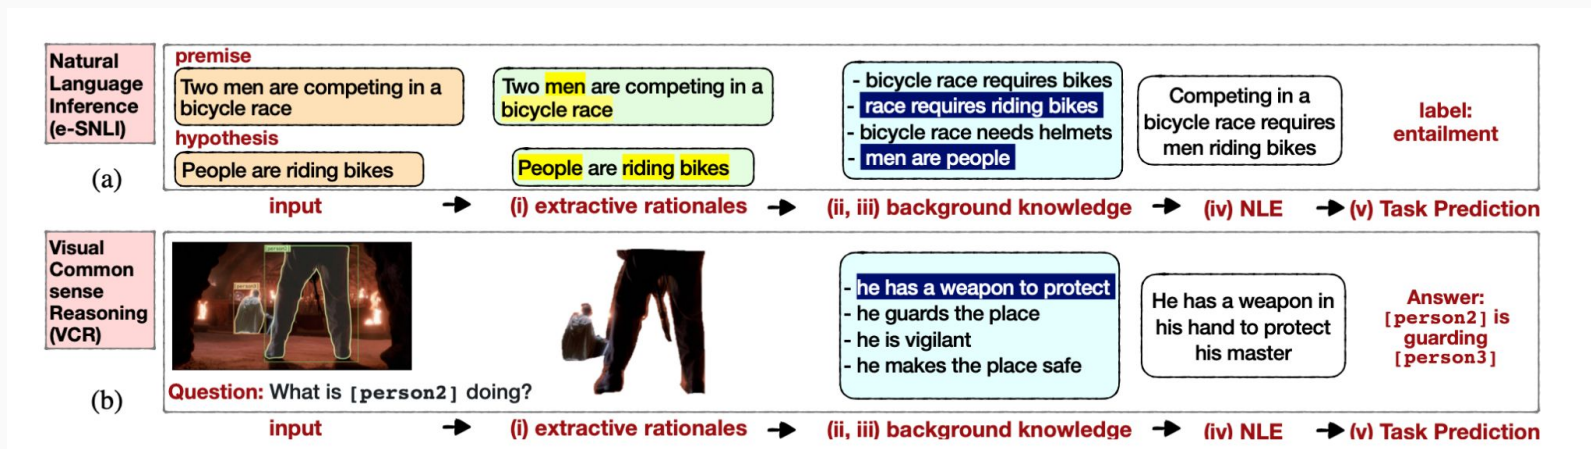 Natural
Language
Inference
(e-SNLI)
(a)
premise
Two men are competing in a
bicycle race
hypothesis
People are riding bikes
Two men are competing in a
bicycle race
People are riding bikes
- bicycle race requires bikes
- race requires riding bikes
- bicycle race needs helmets
- men are people
Competing in a
bicycle race requires
men riding bikes
label:
entailment
input
(i) extractive rationales
(ii, iii) background knowledge
(iv) NLE
(v) Task Prediction
Visual
Common
sense
Reasoning
(VCR)
(b)
Question: What is [person2] doing?
- he has a weapon to protect
- he guards the place
- he is vigilant
- he makes the place safe
He has a weapon in
his hand to protect
his master
Answer:
[person2] is
guarding
[person3]
input
(i) extractive rationales
(ii, iii) background knowledge
(iv) NLE
(v) Task Prediction